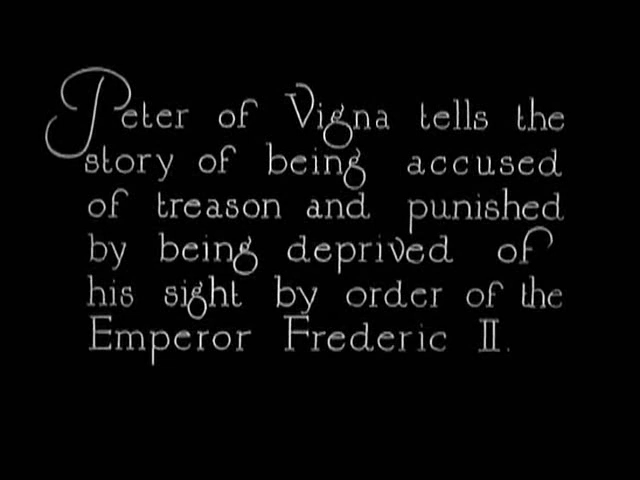 Peter of Vigna tells the
story of being accused
of treason and punished
by being deprived of
his sight by order of the
Emperor Frederic II.